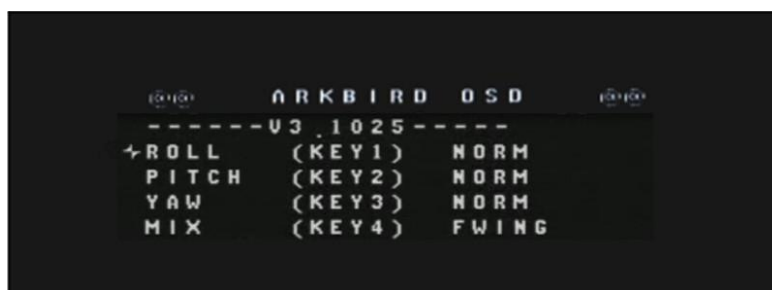 ARKBIRD OSD
------V3.1025-----
ROLL (KEY1) NORM
PITCH (KEY2) NORM
YAW (KEY3) NORM
MIX (KEY4) FWING